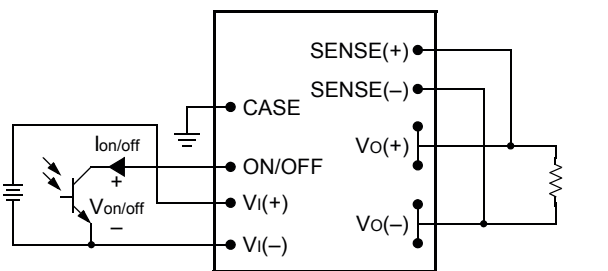 SENSE(+)
SENSE(–)
CASE
VO(+)
Ion/off
ON/OFF
+
Von/off
VI(+)
–
VO(–)
VI(–)